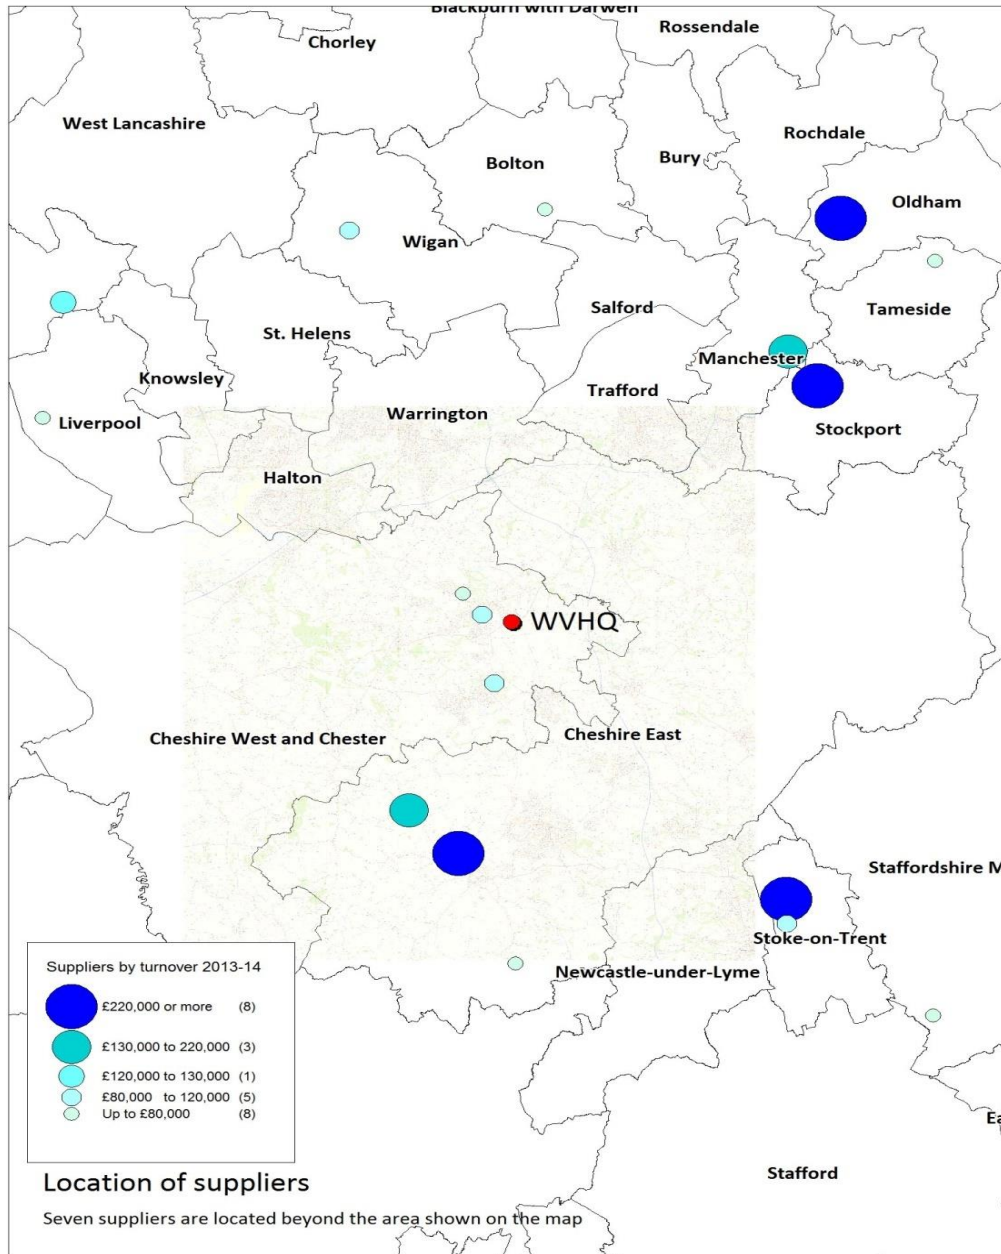 Blackburn with Darwen
Rossendale
Chorley
West Lancashire
Rochdale
Bolton
Bury
Oldham
Wigan
Salford
Tameside
St. Helens
Manchester
Knowsley
Trafford
Warrington
Liverpool
Stockport
Halton
WVHQ
Cheshire West and Chester
Cheshire East
Staffordshire M
Stoke-on-Trent
Newcastle-under-Lyme
Suppliers by turnover 2013-14
£220,000 or more (8)
£130,000 to 220,000 (3)
£120,000 to 130,000 (1)
£80,000 to 120,000 (5)
Up to £80,000 (8)
Ea
Stafford
Location of suppliers
Seven suppliers are located beyond the area shown on the map